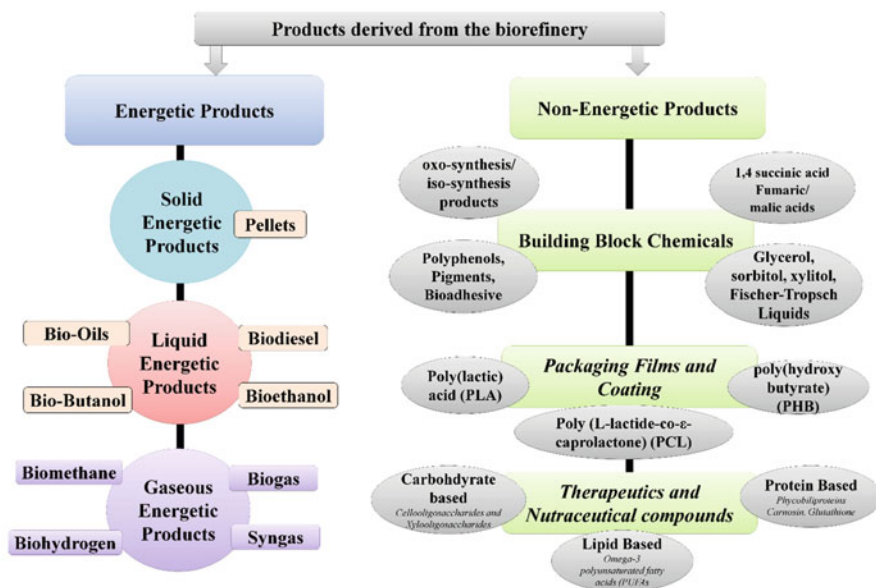 Products derived from the biorefinery
Energetic Products
Solid
Energetic
Products
Pellets
Bio-Oils
Biodiesel
Liquid
Energetic
Products
Bio-Butanol
Bioethanol
Biomethane
Biogas
Gaseous
Energetic
Products
Biohydrogen
Syngas
Non-Energetic Products
oxo-synthesis/
iso-synthesis
products
1,4 succinic acid
Fumaric/
malic acids
Building Block Chemicals
Polyphenols,
Pigments,
Bioadhesive
Glycerol,
sorbitol, xylitol,
Fischer-Tropsch
Liquids
Packaging Films and
Coating
Poly(lactic)
acid (PLA)
poly(hydroxy
butyrate)
(PHB)
Poly (L-lactide-co-ε-
caprolactone) (PCL)
Carbohdyrate
based
Cellooligosaccharides and
Xylooligosaccharides
Therapeutics and
Nutraceutical compounds
Protein Based
Phycobiliproteins
Carnosin. Glutathione
Lipid Based
Omega-3
polyunsaturated fatty
acids (PUFAs